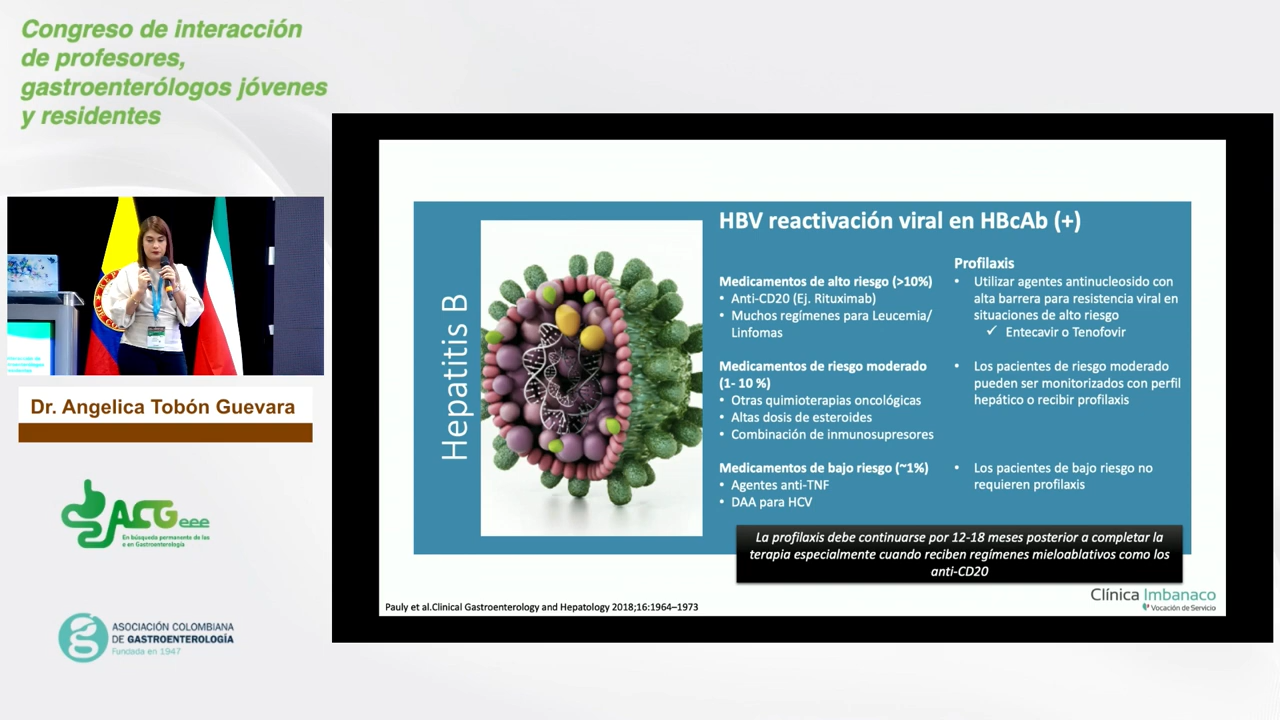 Congreso de interacción
de profesores,
gastroenterólogos jóvenes
y residentes
Dr. Angelica Tobón Guevara
ACGeee
En búsqueda permanente de las
e en Gastroenterología
ASOCIACIÓN COLOMBIANA
DE GASTROENTEROLOGÍA
Fundada en 1947
Hepatitis B
HBV reactivación viral en HBcAb (+)
Medicamentos de alto riesgo (>10%)
• Anti-CD20 (Ej. Rituximab)
• Muchos regímenes para Leucemia/
Linfomas
Medicamentos de riesgo moderado
(1- 10 %)
• Otras quimioterapias oncológicas
• Altas dosis de esteroides
• Combinación de inmunosupresores
Medicamentos de bajo riesgo (~1%)
• Agentes anti-TNF
• DAA para HCV
Profilaxis
• Utilizar agentes antinucleosido con
alta barrera para resistencia viral en
situaciones de alto riesgo
✓ Entecavir o Tenofovir
• Los pacientes de riesgo moderado
pueden ser monitorizados con perfil
hepático o recibir profilaxis
• Los pacientes de bajo riesgo no
requieren profilaxis
La profilaxis debe continuarse por 12-18 meses posterior a completar la
terapia especialmente cuando reciben regímenes mieloablativos como los
anti-CD20
Pauly et al.Clinical Gastroenterology and Hepatology 2018;16:1964–1973
Clínica Imbanaco
Vocación de Servicio